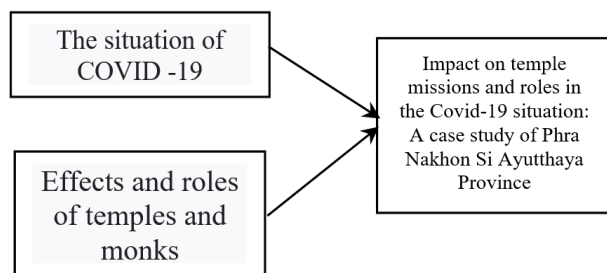 The situation of
COVID -19
Effects and roles
of temples and
monks
Impact on temple
missions and roles in
the Covid-19 situation:
A case study of Phra
Nakhon Si Ayutthaya
Province